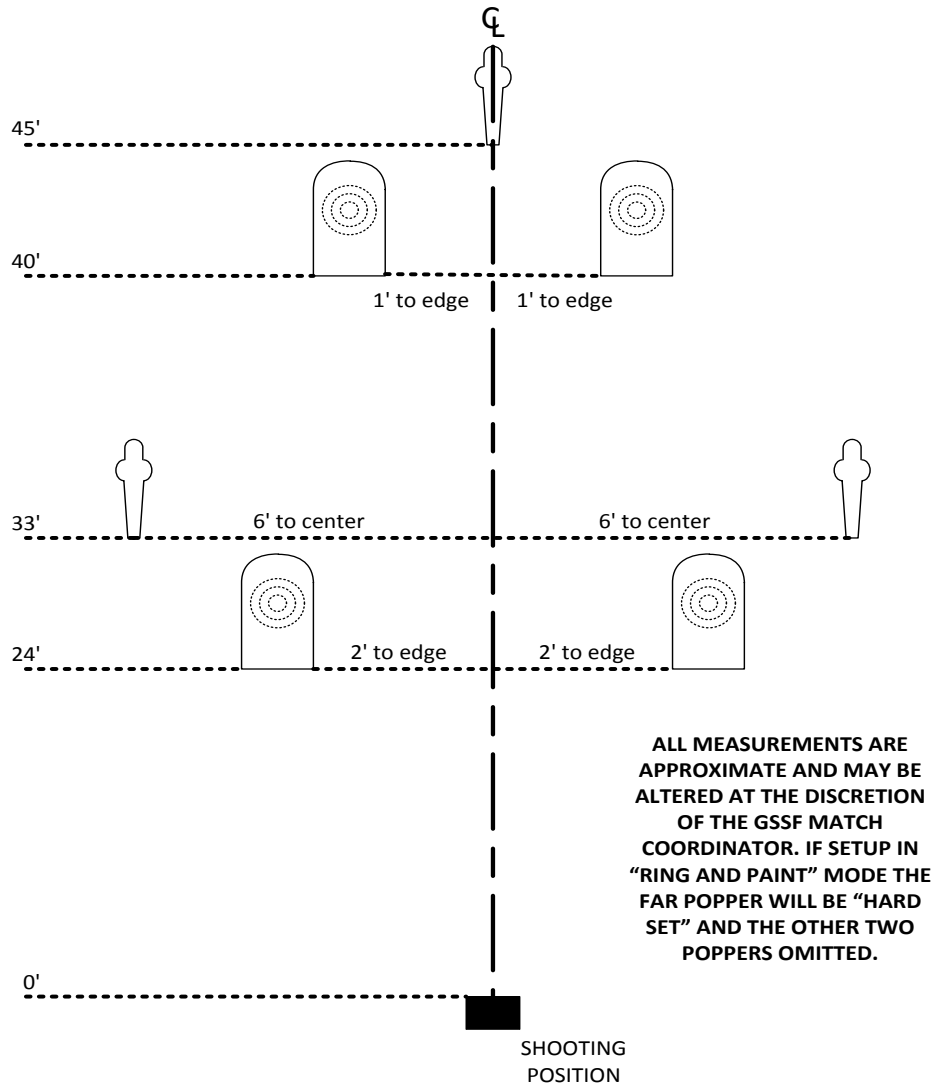 ℄
45'
40'
1' to edge 1' to edge
33'
6' to center 6' to center
24'
2' to edge 2' to edge
ALL MEASUREMENTS ARE
APPROXIMATE AND MAY BE
ALTERED AT THE DISCRETION
OF THE GSSF MATCH
COORDINATOR. IF SETUP IN
“RING AND PAINT” MODE THE
FAR POPPER WILL BE “HARD
SET” AND THE OTHER TWO
POPPERS OMITTED.
0'
SHOOTING
POSITION